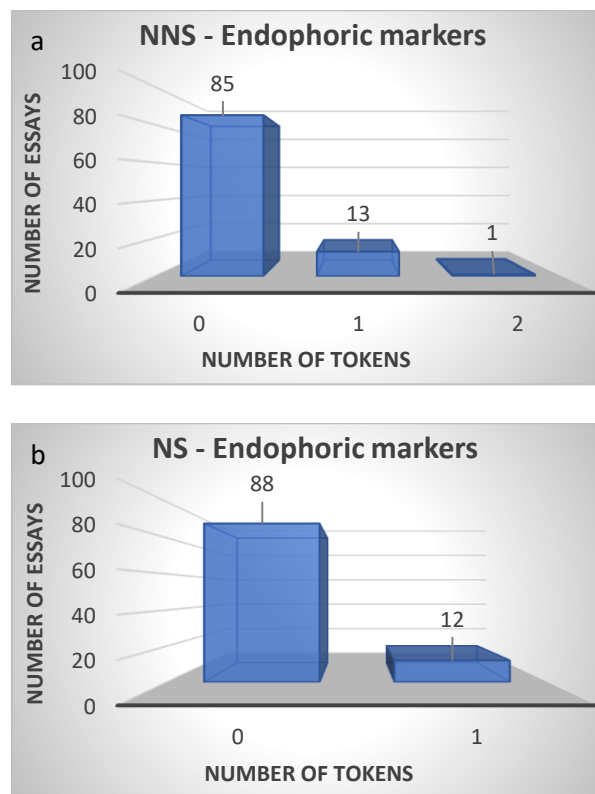 a
NNS - Endophoric markers
NUMBER OF ESSAYS
100
80
60
40
20
0
85
13
1
0 1 2
NUMBER OF TOKENS
b
NS - Endophoric markers
NUMBER OF ESSAYS
100
80
60
40
20
0
88
12
0 1
NUMBER OF TOKENS